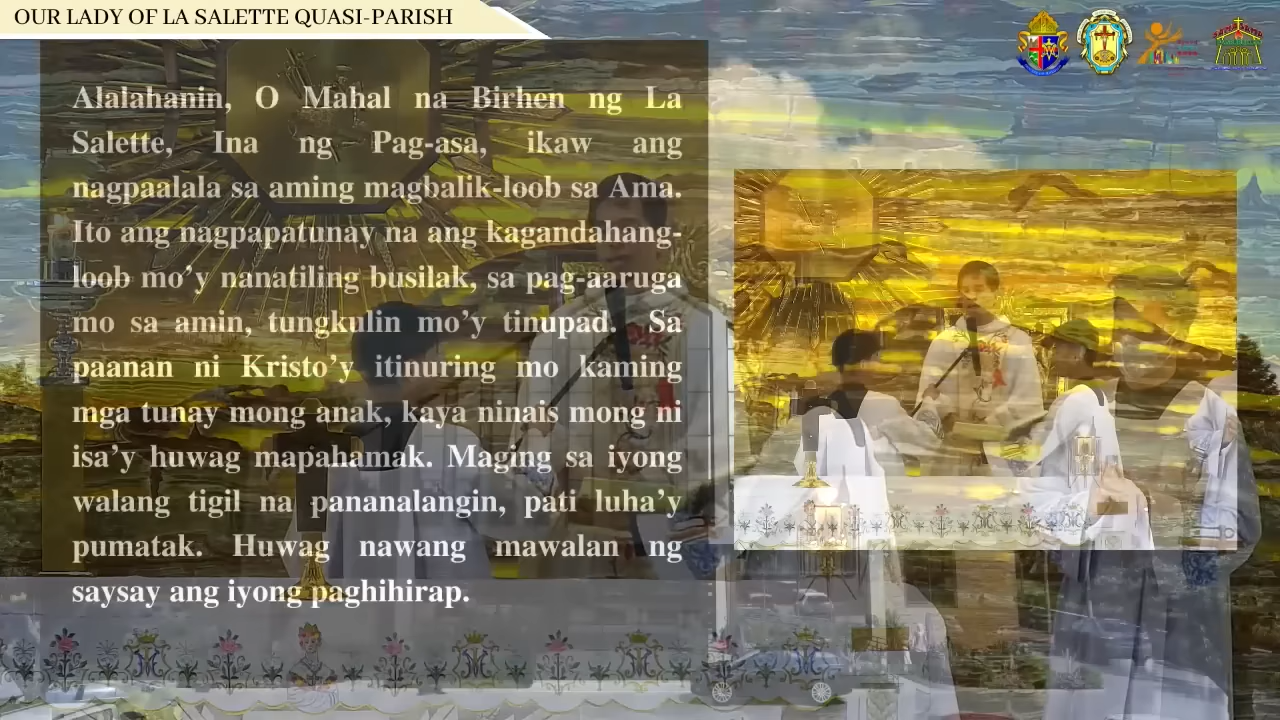 OUR LADY OF LA SALETTE QUASI-PARISH
Alalahanin, O Mahal na Birhen ng La
Salette, Ina ng Pag-asa, ikaw ang
nagpaalala sa aming magbalik-loob sa Ama.
Ito ang nagpapatunay na ang kagandahang-
loob mo’y nanatiling busilak, sa pag-aaruga
mo sa amin, tungkulin mo’y tinupad. Sa
paanan ni Kristo’y itinuring mo kaming
mga tunay mong anak, kaya ninais mong ni
isa’y huwag mapahamak. Maging sa iyong
walang tigil na pananalangin, pati luha’y
pumatak. Huwag nawang mawalan ng
saysay ang iyong paghihirap.